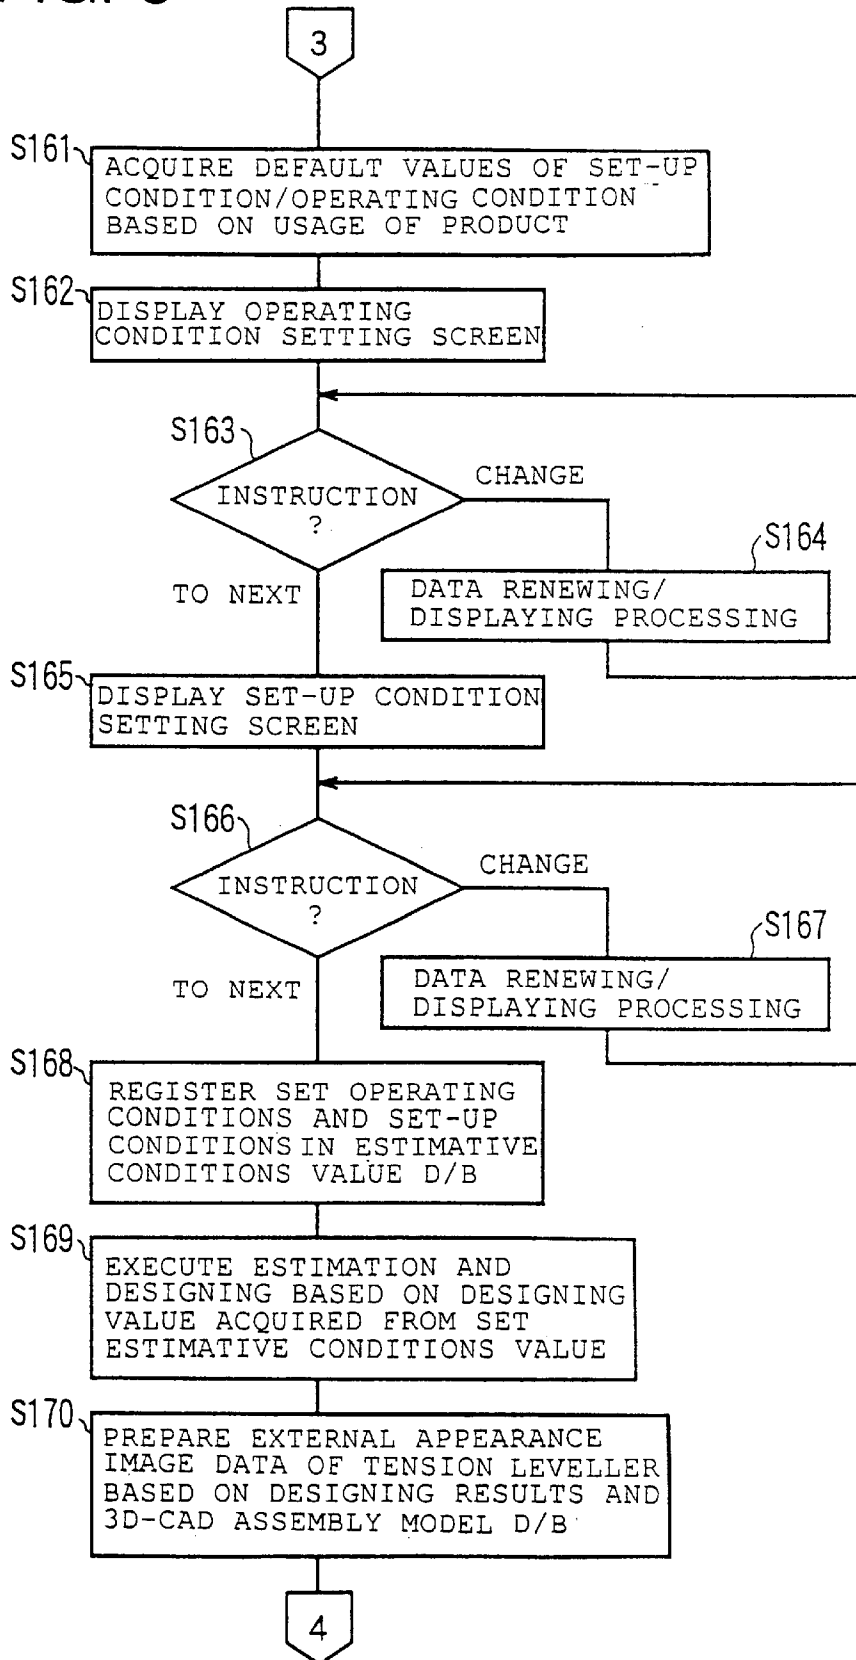 3
S161
ACQUIRE DEFAULT VALUES OF SET-UP
CONDITION/OPERATING CONDITION
BASED ON USAGE OF PRODUCT
S162
DISPLAY OPERATING
CONDITION SETTING SCREEN
S163
INSTRUCTION
?
CHANGE
S164
DATA RENEWING/
DISPLAYING PROCESSING
TO NEXT
S165
DISPLAY SET-UP CONDITION
SETTING SCREEN
S166
INSTRUCTION
?
CHANGE
S167
DATA RENEWING/
DISPLAYING PROCESSING
TO NEXT
S168
REGISTER SET OPERATING
CONDITIONS AND SET-UP
CONDITIONS IN ESTIMATIVE
CONDITIONS VALUE D/B
S169
EXECUTE ESTIMATION AND
DESIGNING BASED ON DESIGNING
VALUE ACQUIRED FROM SET
ESTIMATIVE CONDITIONS VALUE
S170
PREPARE EXTERNAL APPEARANCE
IMAGE DATA OF TENSION LEVELLER
BASED ON DESIGNING RESULTS AND
3D-CAD ASSEMBLY MODEL D/B
4